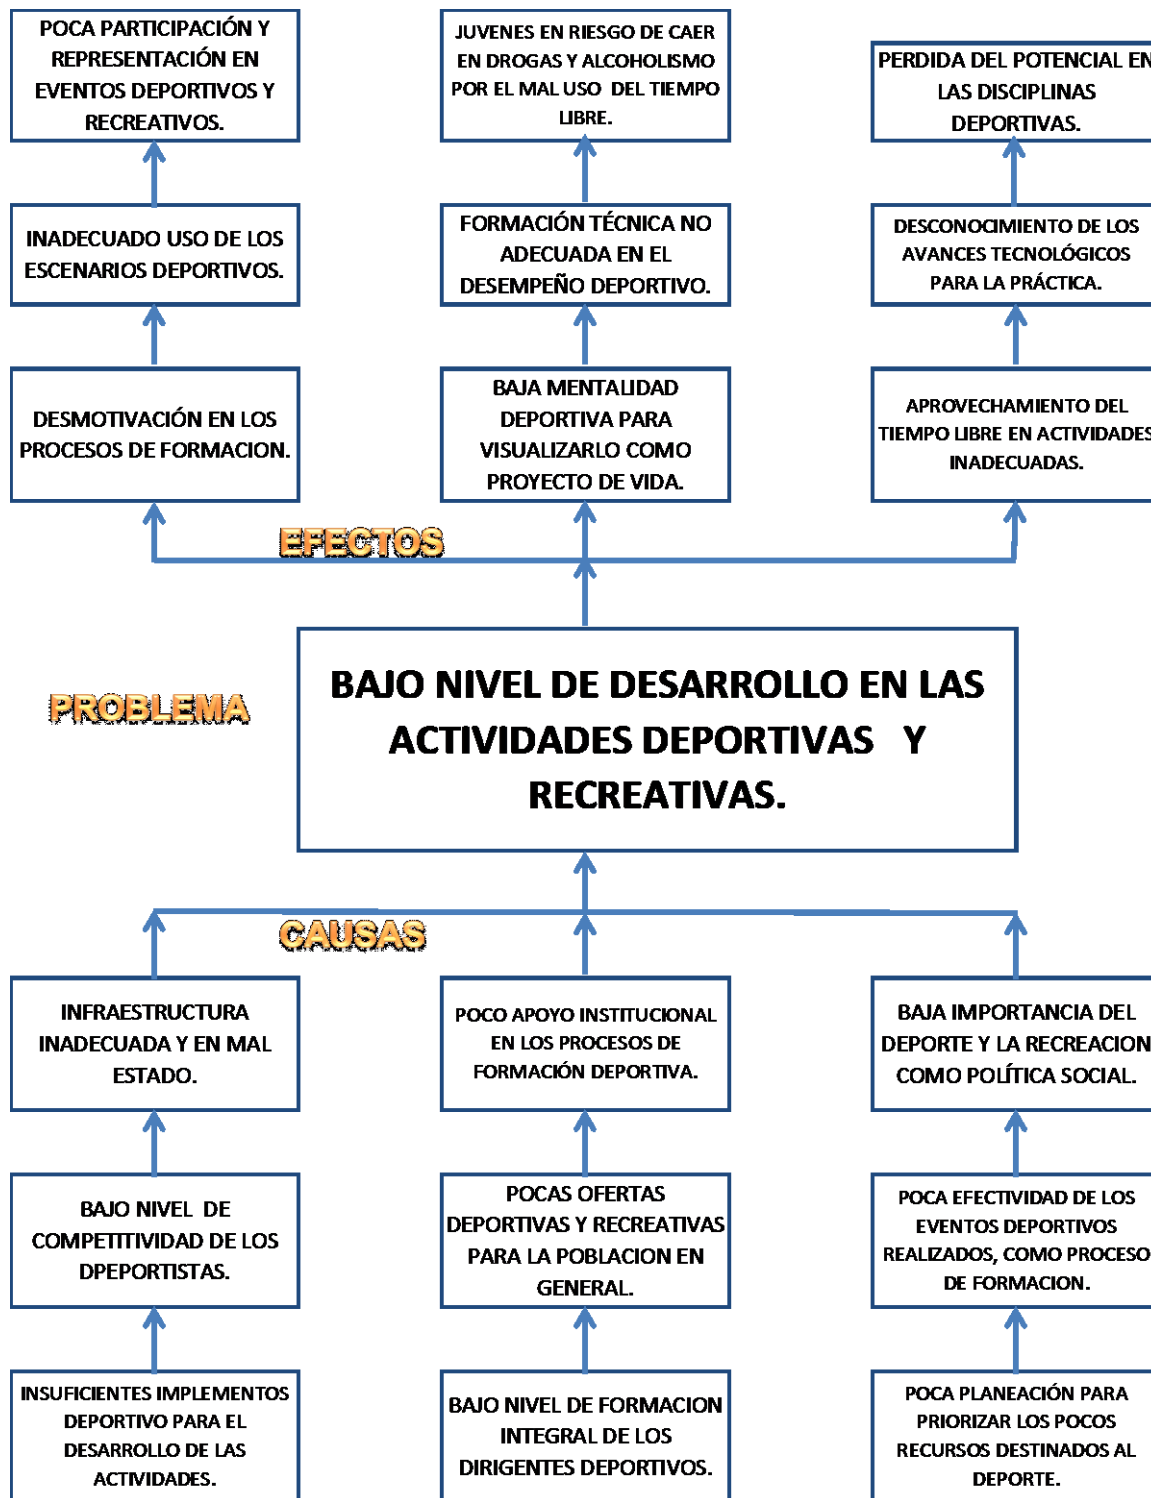 POCA PARTICIPACIÓN Y
REPRESENTACIÓN EN
EVENTOS DEPORTIVOS Y
RECREATIVOS.
JUVENES EN RIESGO DE CAER
EN DROGAS Y ALCOHOLISMO
POR EL MAL USO DEL TIEMPO
LIBRE.
PERDIDA DEL POTENCIAL EN
LAS DISCIPLINAS
DEPORTIVAS.
INADECUADO USO DE LOS
ESCENARIOS DEPORTIVOS.
FORMACIÓN TÉCNICA NO
ADECUADA EN EL
DESEMPEÑO DEPORTIVO.
DESCONOCIMIENTO DE LOS
AVANCES TECNOLÓGICOS
PARA LA PRÁCTICA.
DESMOTIVACIÓN EN LOS
PROCESOS DE FORMACION.
BAJA MENTALIDAD
DEPORTIVA PARA
VISUALIZARLO COMO
PROYECTO DE VIDA.
APROVECHAMIENTO DEL
TIEMPO LIBRE EN ACTIVIDADES
INADECUADAS.
EFECTOS
PROBLEMA
BAJO NIVEL DE DESARROLLO EN LAS
ACTIVIDADES DEPORTIVAS Y
RECREATIVAS.
CAUSAS
INFRAESTRUCTURA
INADECUADA Y EN MAL
ESTADO.
POCO APOYO INSTITUCIONAL
EN LOS PROCESOS DE
FORMACIÓN DEPORTIVA.
BAJA IMPORTANCIA DEL
DEPORTE Y LA RECREACION
COMO POLÍTICA SOCIAL.
BAJO NIVEL DE
COMPETITIVIDAD DE LOS
DPEPORTISTAS.
POCAS OFERTAS
DEPORTIVAS Y RECREATIVAS
PARA LA POBLACION EN
GENERAL.
POCA EFECTIVIDAD DE LOS
EVENTOS DEPORTIVOS
REALIZADOS, COMO PROCESO
DE FORMACION.
INSUFICIENTES IMPLEMENTOS
DEPORTIVO PARA EL
DESARROLLO DE LAS
ACTIVIDADES.
BAJO NIVEL DE FORMACION
INTEGRAL DE LOS
DIRIGENTES DEPORTIVOS.
POCA PLANEACIÓN PARA
PRIORIZAR LOS POCOS
RECURSOS DESTINADOS AL
DEPORTE.